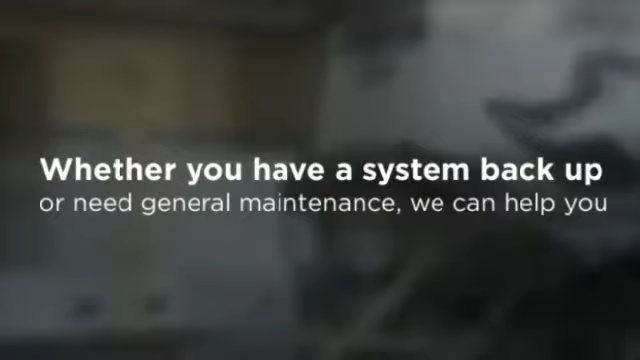 Whether you have a system back up
or need general maintenance, we can help you